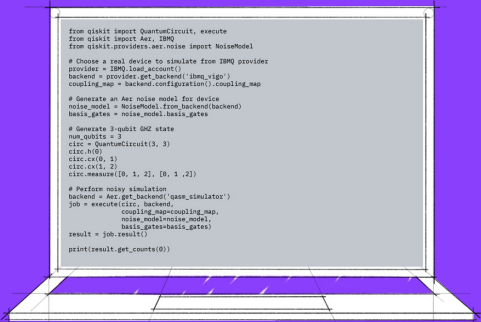 from qiskit import QuantumCircuit, execute
from qiskit import Aer, IBMQ
from qiskit.providers.aer.noise import NoiseModel
# Choose a real device to simulate from IBMQ provider
provider = IBMQ.load_account()
backend = provider.get_backend('ibmq_vigo')
coupling_map = backend.configuration().coupling_map
# Generate an Aer noise model for device
noise_model = NoiseModel.from_backend(backend)
basis_gates = noise_model.basis_gates
# Generate 3-qubit GHZ state
num_qubits = 3
circ = QuantumCircuit(3, 3)
circ.h(0)
circ.cx(0, 1)
circ.cx(1, 2)
circ.measure([0, 1, 2], [0, 1 ,2])
# Perform noisy simulation
backend = Aer.get_backend('qasm_simulator')
job = execute(circ, backend,
              coupling_map=coupling_map,
              noise_model=noise_model,
              basis_gates=basis_gates)
result = job.result()
print(result.get_counts(0))